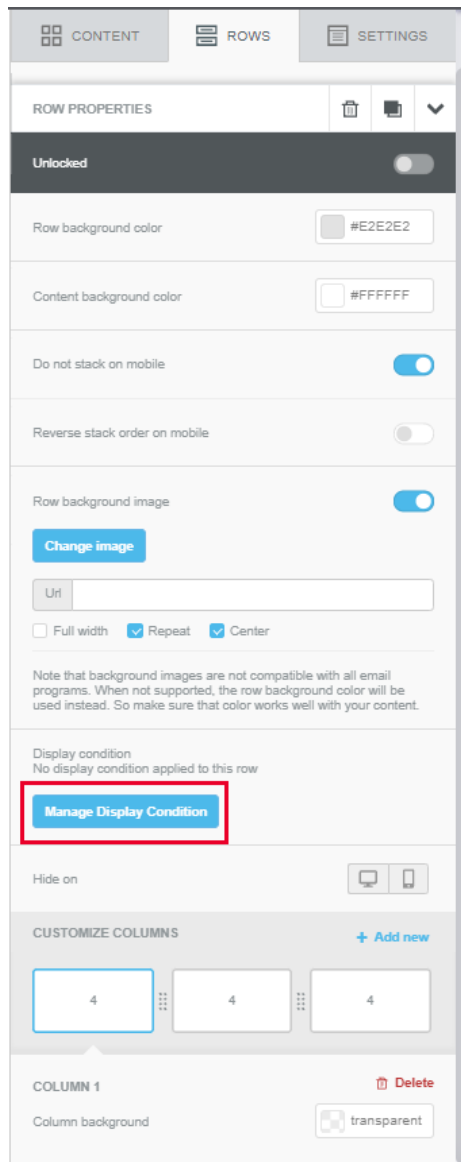 CONTENT
ROWS
SETTINGS
ROW PROPERTIES
Unlocked
Row background color
#E2E2E2
Content background color
#FFFFFF
Do not stack on mobile
Reverse stack order on mobile
Row background image
Change image
Url
Full width
Repeat
Center
Note that background images are not compatible with all email
programs. When not supported, the row background color will be
used instead. So make sure that color works well with your content.
Display condition
No display condition applied to this row
Manage Display Condition
Hide on
CUSTOMIZE COLUMNS
+ Add new
4
4
4
COLUMN 1
Delete
Column background
transparent